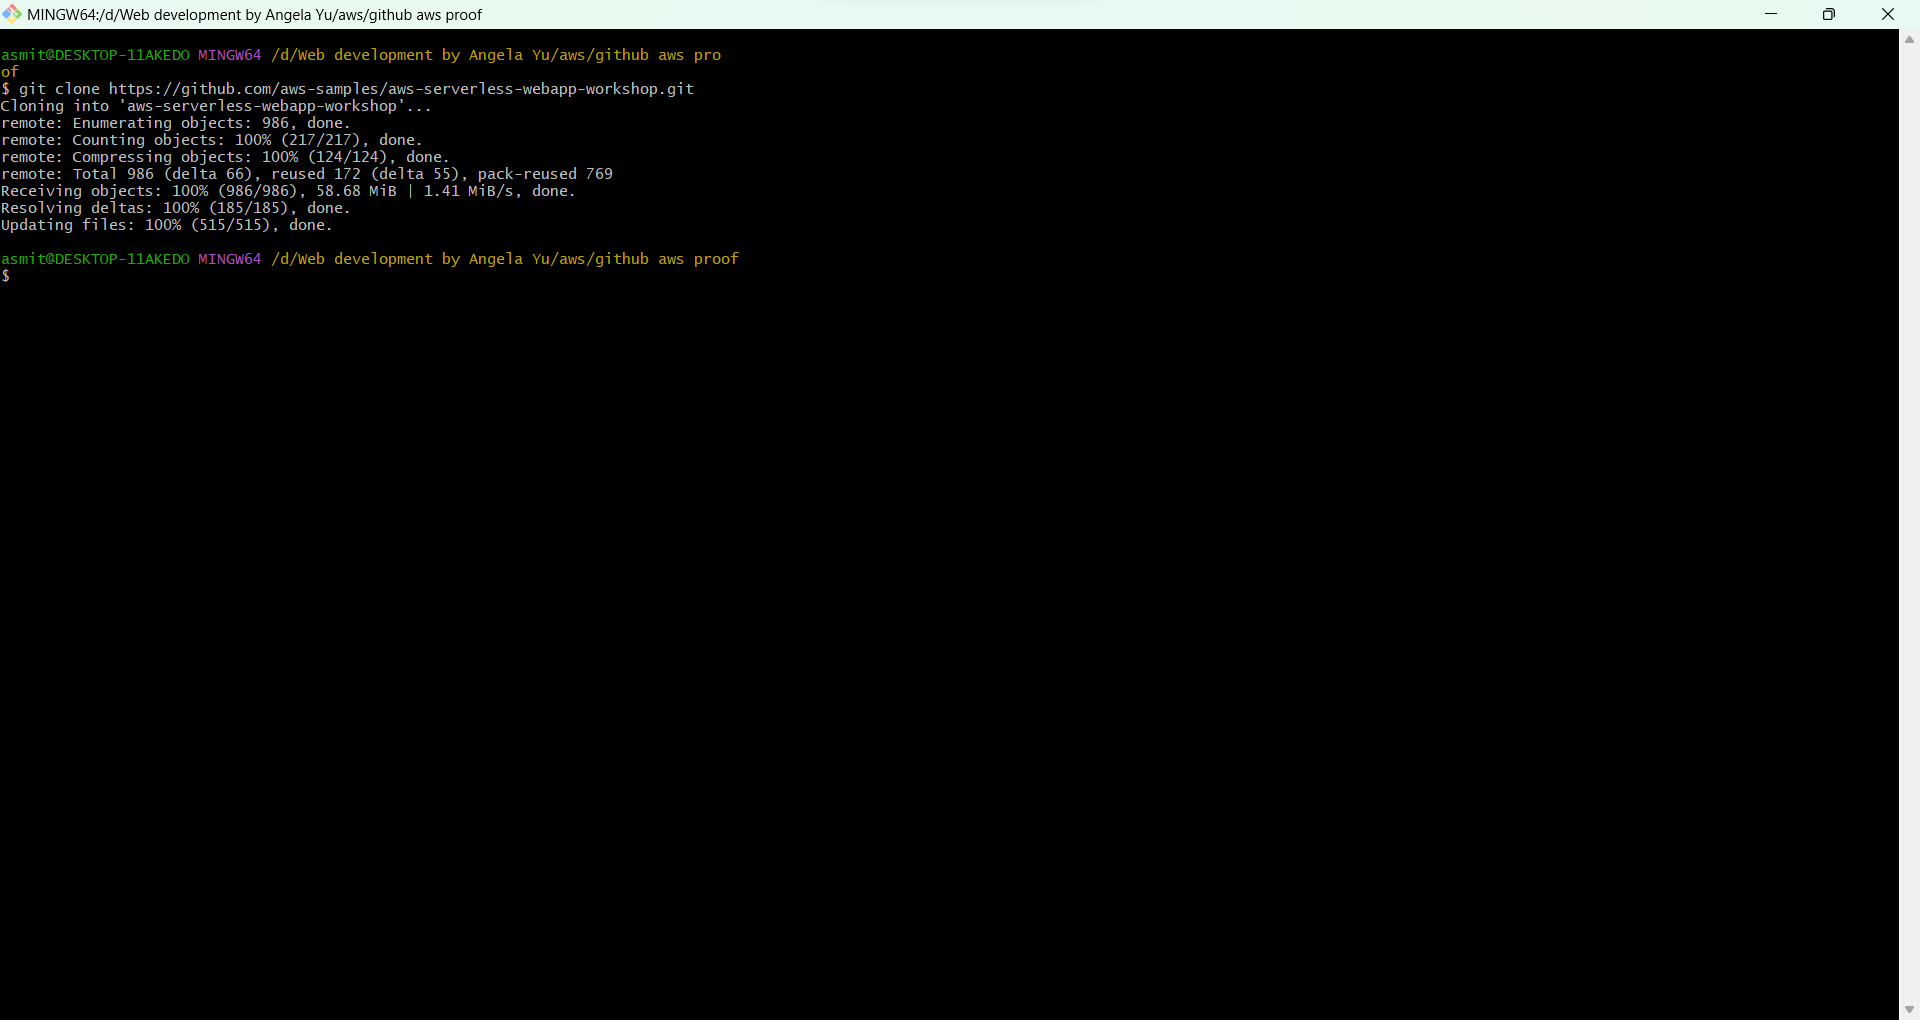 MINGW64:/d/Web development by Angela Yu/aws/github aws proof
asmit@DESKTOP-11AKEDO MINGW64 /d/Web development by Angela Yu/aws/github aws pro
of
$ git clone https://github.com/aws-samples/aws-serverless-webapp-workshop.git
Cloning into 'aws-serverless-webapp-workshop'...
remote: Enumerating objects: 986, done.
remote: Counting objects: 100% (217/217), done.
remote: Compressing objects: 100% (124/124), done.
remote: Total 986 (delta 66), reused 172 (delta 55), pack-reused 769
Receiving objects: 100% (986/986), 58.68 MiB | 1.41 MiB/s, done.
Resolving deltas: 100% (185/185), done.
Updating files: 100% (515/515), done.
asmit@DESKTOP-11AKEDO MINGW64 /d/Web development by Angela Yu/aws/github aws proof
$